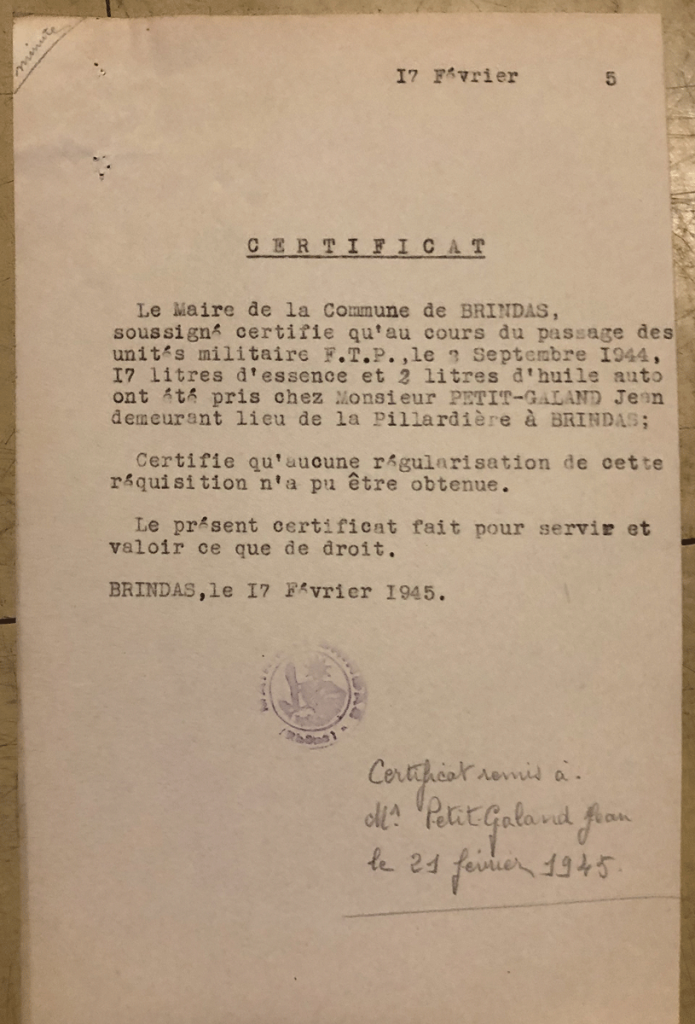 minute
17 Février 5
CERTIFICAT
Le Maire de la Commune de BRINDAS,
soussigné certifie qu'au cours du passage des
unités militaire F.T.P.,le 3 Septembre 1944,
17 litres d'essence et 2 litres d'huile auto
ont été pris chez Monsieur PETIT-GALAND Jean
demeurant lieu de la Pillardière à BRINDAS;
Certifie qu'aucune régularisation de cette
réquisition n'a pu être obtenue.
Le présent certificat fait pour servir et
valoir ce que de droit.
BRINDAS,le 17 Février 1945.
(Rhône)
Certificat remis à.
Mr Petit-Galand Jean
le 21 février 1945.